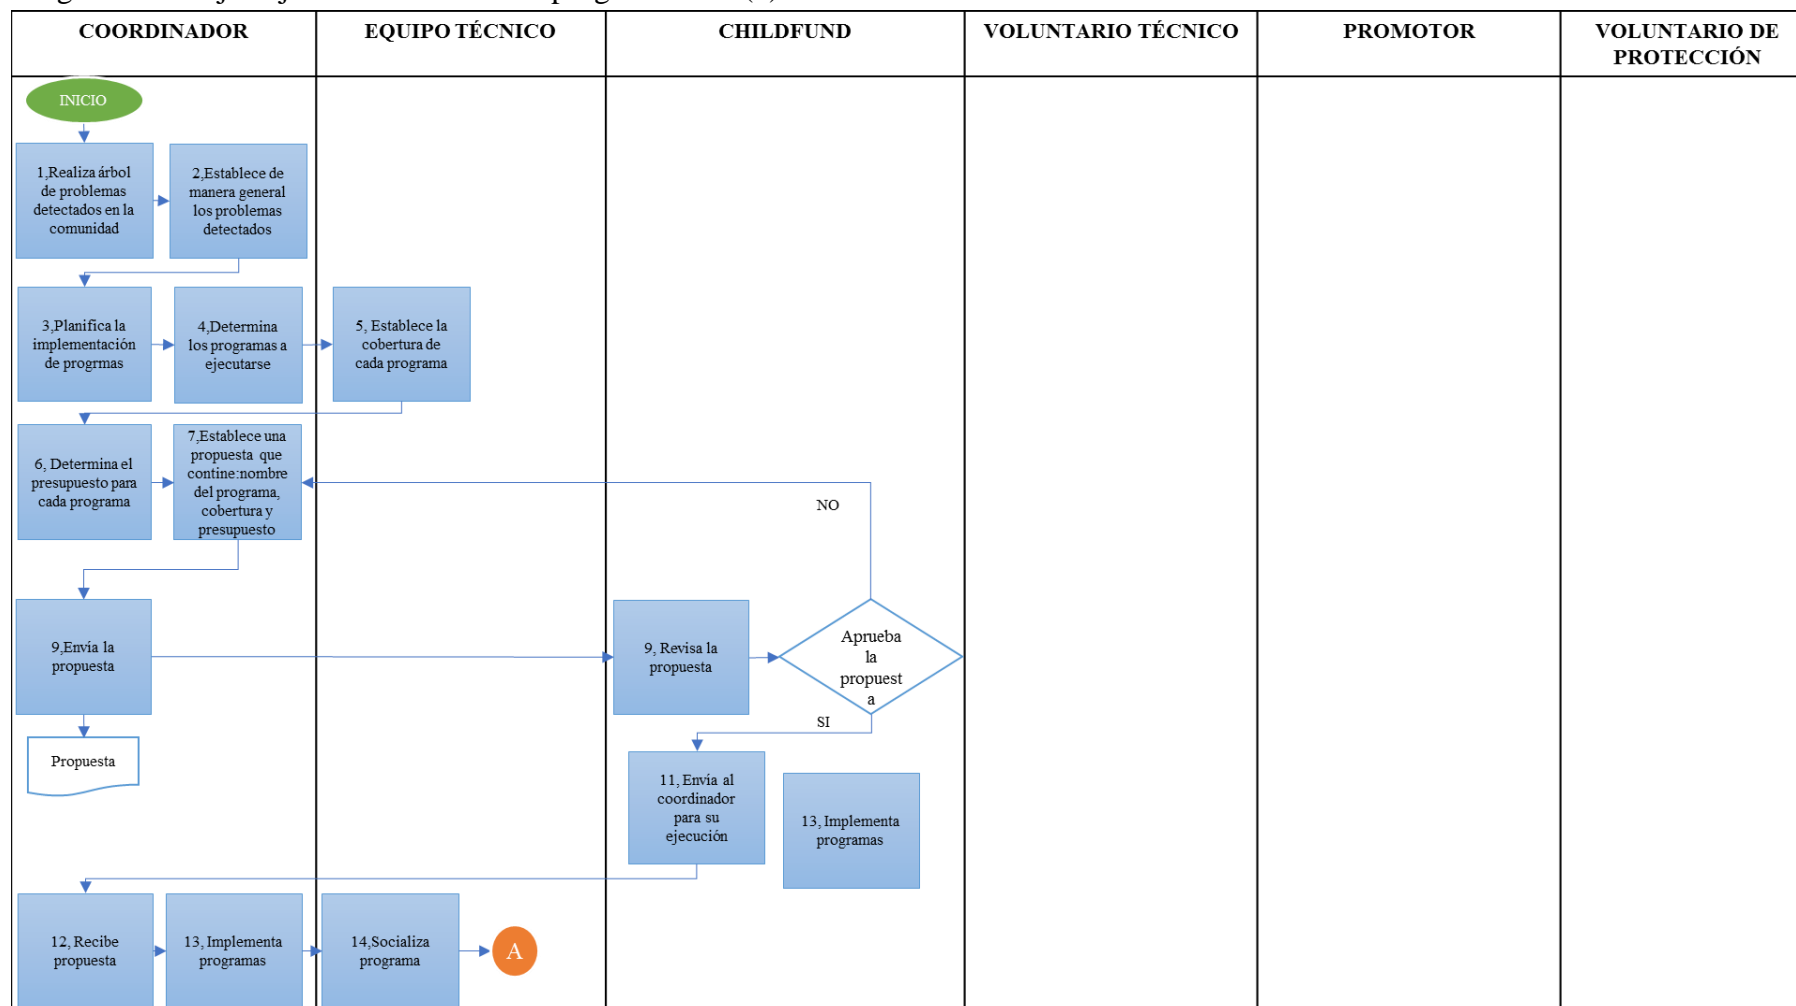 COORDINADOR
EQUIPO TÉCNICO
CHILDFUND
VOLUNTARIO TÉCNICO
PROMOTOR
VOLUNTARIO DE
PROTECCIÓN
INICIO
1,Realiza árbol
de problemas
detectados en la
comunidad
2,Establece de
manera general
los problemas
detectados
3,Planifica la
implementación
de progrmas
4,Determina
los programas a
ejecutarse
5, Establece la
cobertura de
cada programa
6, Determina el
presupuesto para
cada programa
7,Establece una
propuesta que
contine:nombre
del programa,
cobertura y
presupuesto
NO
9,Envía la
propuesta
9, Revisa la
propuesta
Aprueba
la
propuest
a
SI
Propuesta
11, Envía al
coordinador
para su
ejecución
13, Implementa
programas
12, Recibe
propuesta
13, Implementa
programas
14,Socializa
programa
A